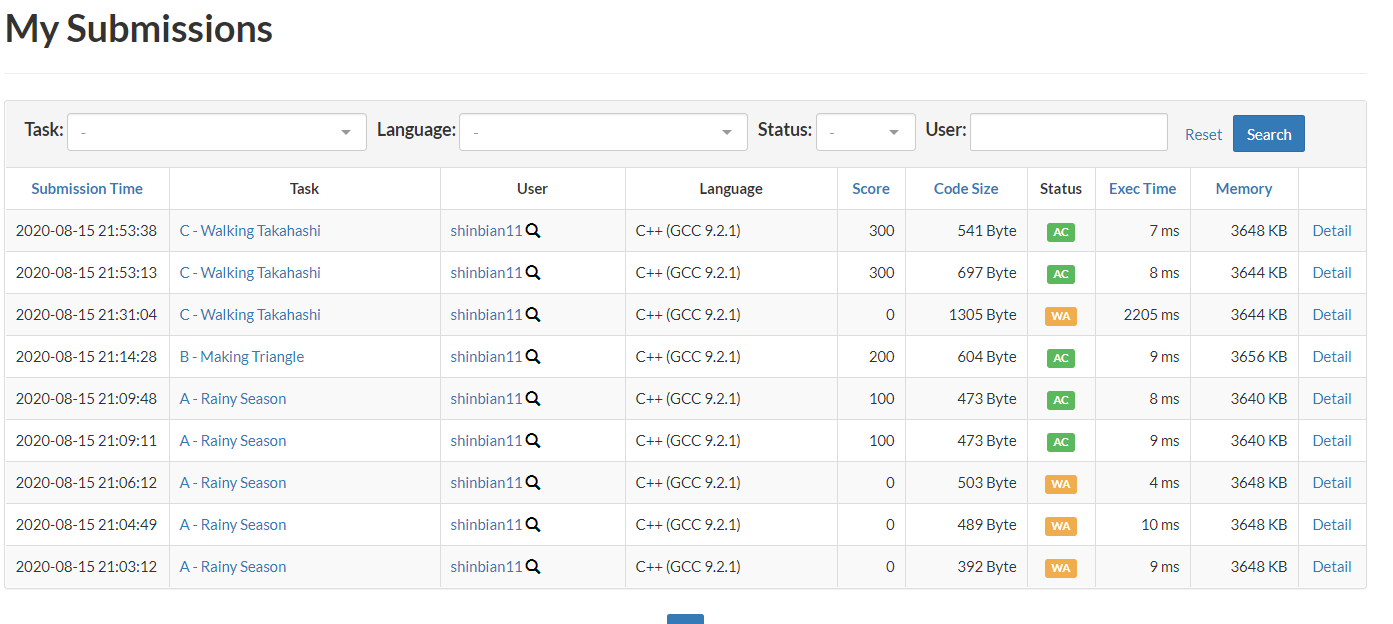 My Submissions
Task: - Language: - Status: - User: Reset Search
Submission Time Task User Language Score Code Size Status Exec Time Memory
2020-08-15 21:53:38 C - Walking Takahashi shinbian11 C++ (GCC 9.2.1) 300 541 Byte AC 7 ms 3648 KB Detail
2020-08-15 21:53:13 C - Walking Takahashi shinbian11 C++ (GCC 9.2.1) 300 697 Byte AC 8 ms 3644 KB Detail
2020-08-15 21:31:04 C - Walking Takahashi shinbian11 C++ (GCC 9.2.1) 0 1305 Byte WA 2205 ms 3644 KB Detail
2020-08-15 21:14:28 B - Making Triangle shinbian11 C++ (GCC 9.2.1) 200 604 Byte AC 9 ms 3656 KB Detail
2020-08-15 21:09:48 A - Rainy Season shinbian11 C++ (GCC 9.2.1) 100 473 Byte AC 8 ms 3640 KB Detail
2020-08-15 21:09:11 A - Rainy Season shinbian11 C++ (GCC 9.2.1) 100 473 Byte AC 9 ms 3640 KB Detail
2020-08-15 21:06:12 A - Rainy Season shinbian11 C++ (GCC 9.2.1) 0 503 Byte WA 4 ms 3648 KB Detail
2020-08-15 21:04:49 A - Rainy Season shinbian11 C++ (GCC 9.2.1) 0 489 Byte WA 10 ms 3648 KB Detail
2020-08-15 21:03:12 A - Rainy Season shinbian11 C++ (GCC 9.2.1) 0 392 Byte WA 9 ms 3648 KB Detail